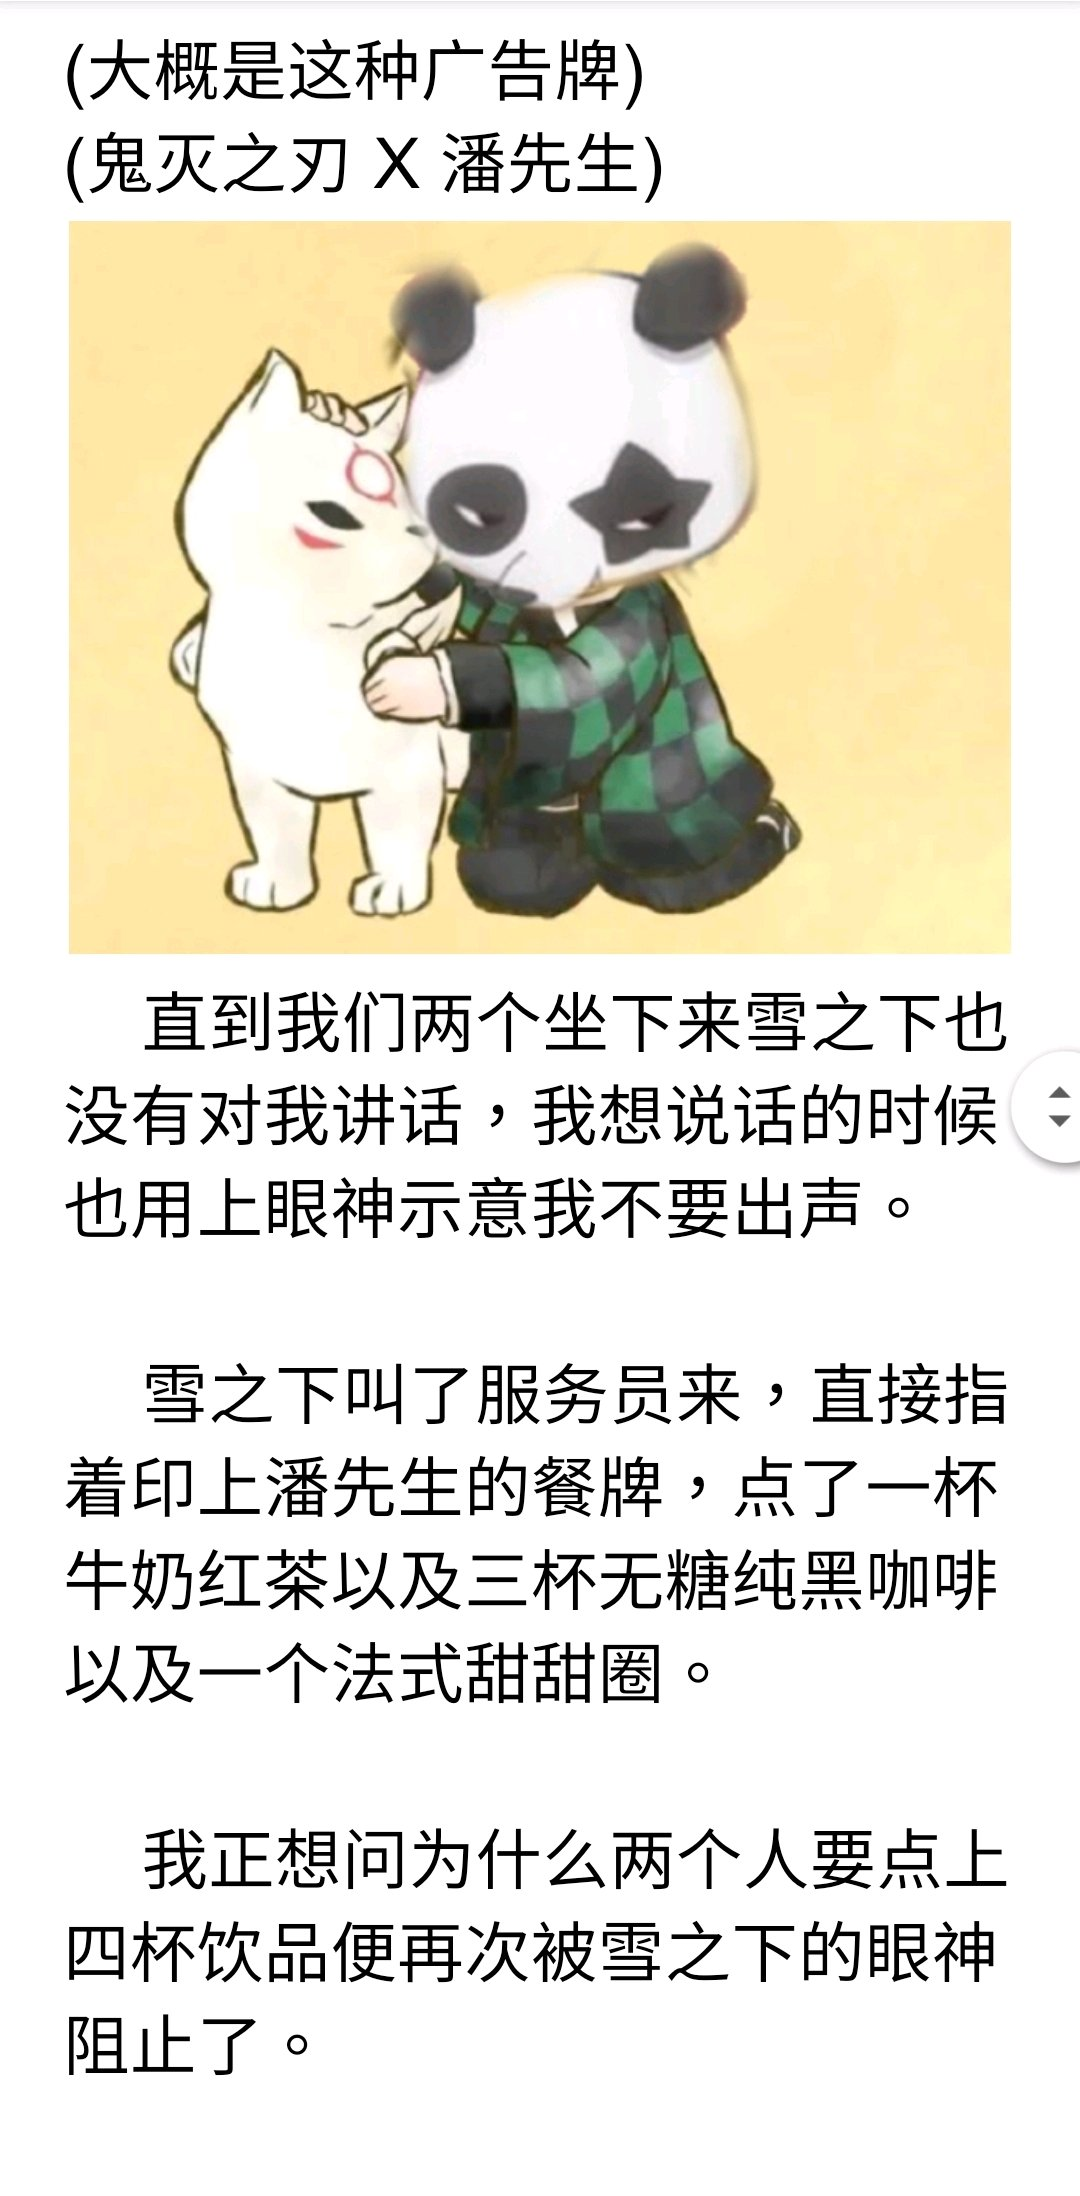 (大概是这种广告牌)
(鬼灭之刃 X 潘先生)
直到我们两个坐下来雪之下也
没有对我讲话，我想说话的时候
也用上眼神示意我不要出声。
雪之下叫了服务员来，直接指
着印上潘先生的餐牌，点了一杯
牛奶红茶以及三杯无糖纯黑咖啡
以及一个法式甜甜圈。
我正想问为什么两个人要点上
四杯饮品便再次被雪之下的眼神
阻止了。